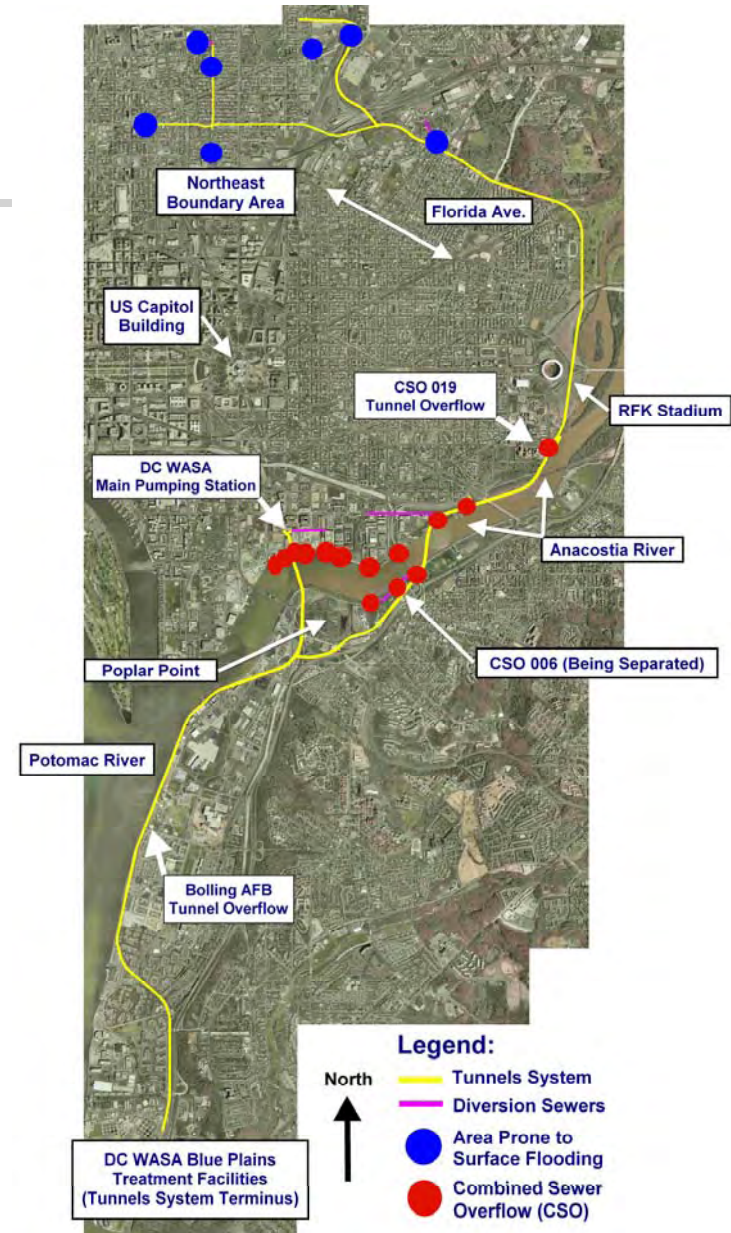 Northeast
Boundary Area
Florida Ave.
US Capitol
Building
CSO 019
Tunnel Overflow
RFK Stadium
DC WASA
Main Pumping Station
Anacostia River
Poplar Point
CSO 006 (Being Separated)
Potomac River
Bolling AFB
Tunnel Overflow
Legend:
North
Tunnels System
Diversion Sewers
Area Prone to
Surface Flooding
Combined Sewer
Overflow (CSO)
DC WASA Blue Plains
Treatment Facilities
(Tunnels System Terminus)